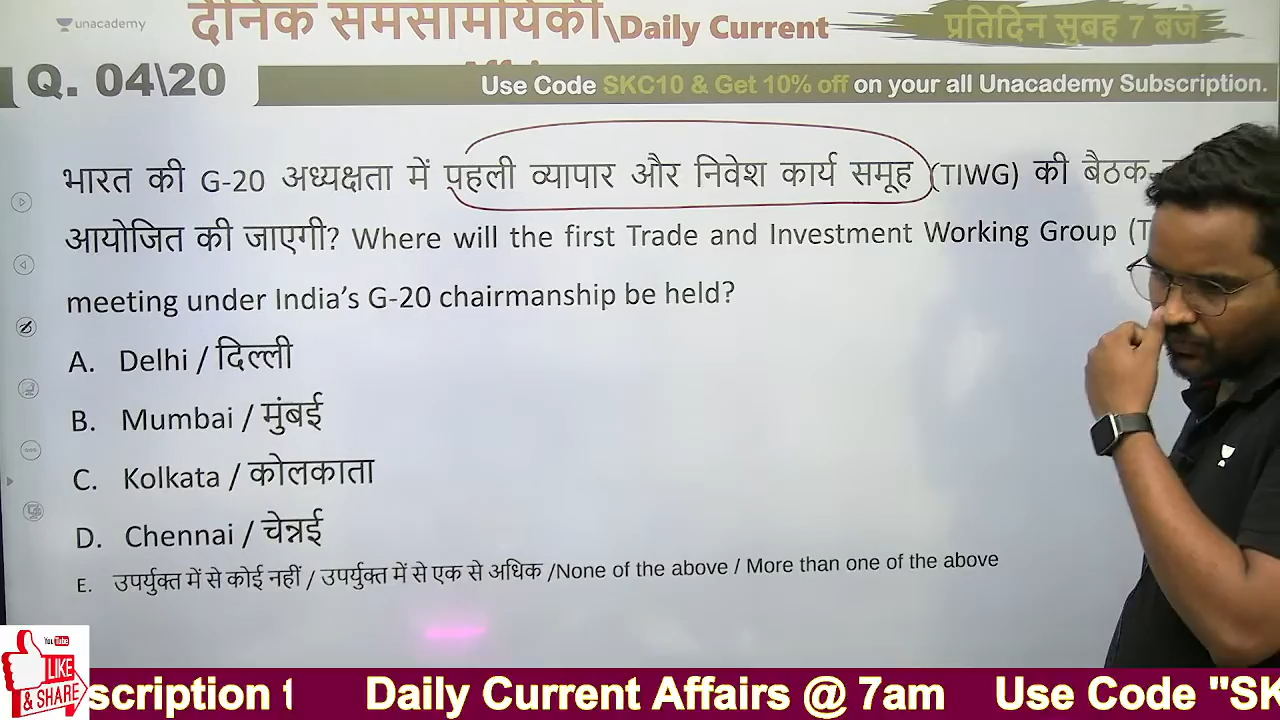 unacademy
दैनिक समसामयिकी\Daily Current
प्रतिदिन सुबह 7 बजे
Q. 04\20
Use Code SKC10 & Get 10% off on your all Unacademy Subscription.
भारत की G-20 अध्यक्षता में पहली व्यापार और निवेश कार्य समूह (TIWG) की बैठक
आयोजित की जाएगी? Where will the first Trade and Investment Working Group (T
meeting under India’s G-20 chairmanship be held?
A. Delhi / दिल्ली
B. Mumbai / मुंबई
C. Kolkata / कोलकाता
D. Chennai / चेन्नई
E. उपर्युक्त में से कोई नहीं / उपर्युक्त में से एक से अधिक /None of the above / More than one of the above
YouTube
LIKE
& SHARE
scription Daily Current Affairs @ 7am Use Code "SK